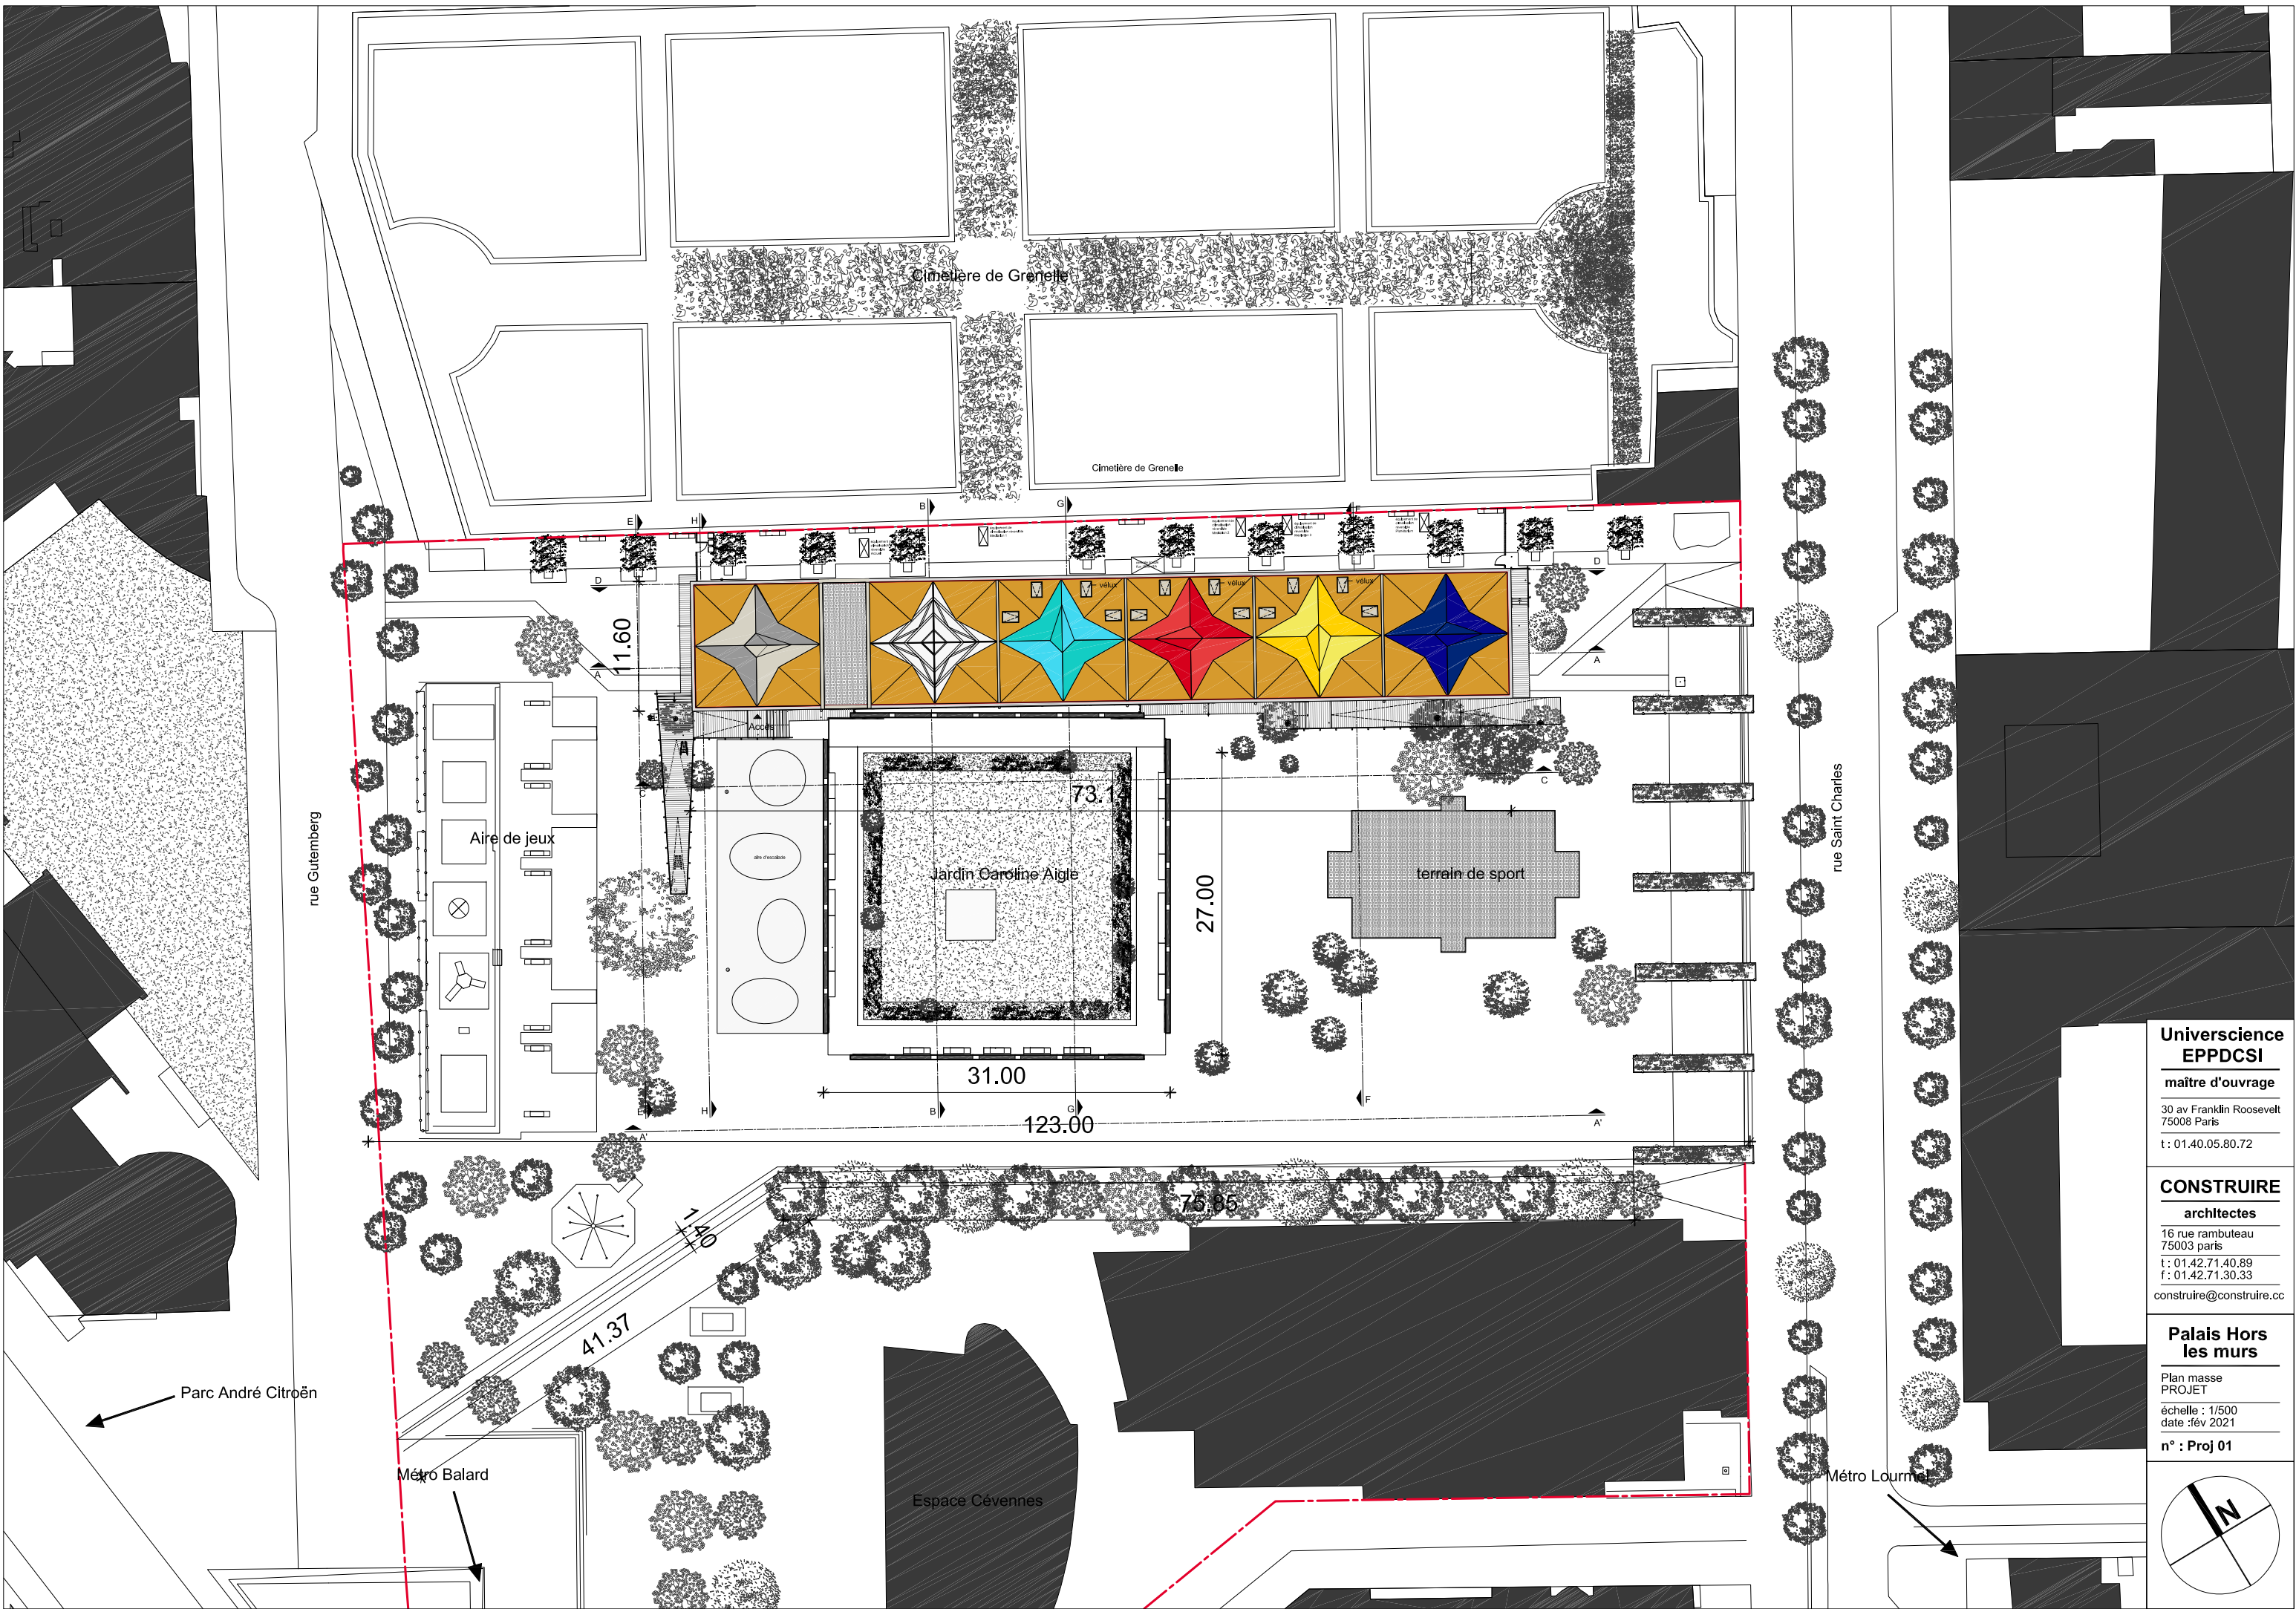 Cimetière de Grenelle
Cimetière de Grenelle
E
H
B
G
F
D
D
vélux
vélux
vélux
11.60
A
A
Accès
C
C
73.1
rue Gutemberg
Aire de jeux
aire d'escalade
Jardin Caroline Aigle
27.00
terrain de sport
rue Saint Charles
31.00
E
H
B
G
F
A'
A'
123.00
75.85
1.40
41.37
Parc André Citroën
Métro Balard
Espace Cévennes
Métro Lourmel
Universcience
EPPDCSI
maître d'ouvrage
30 av Franklin Roosevelt
75008 Paris
t : 01.40.05.80.72
CONSTRUIRE
architectes
16 rue rambuteau
75003 paris
t : 01.42.71.40.89
f : 01.42.71.30.33
construire@construire.cc
Palais Hors
les murs
Plan masse
PROJET
échelle : 1/500
date :fév 2021
n° : Proj 01
N